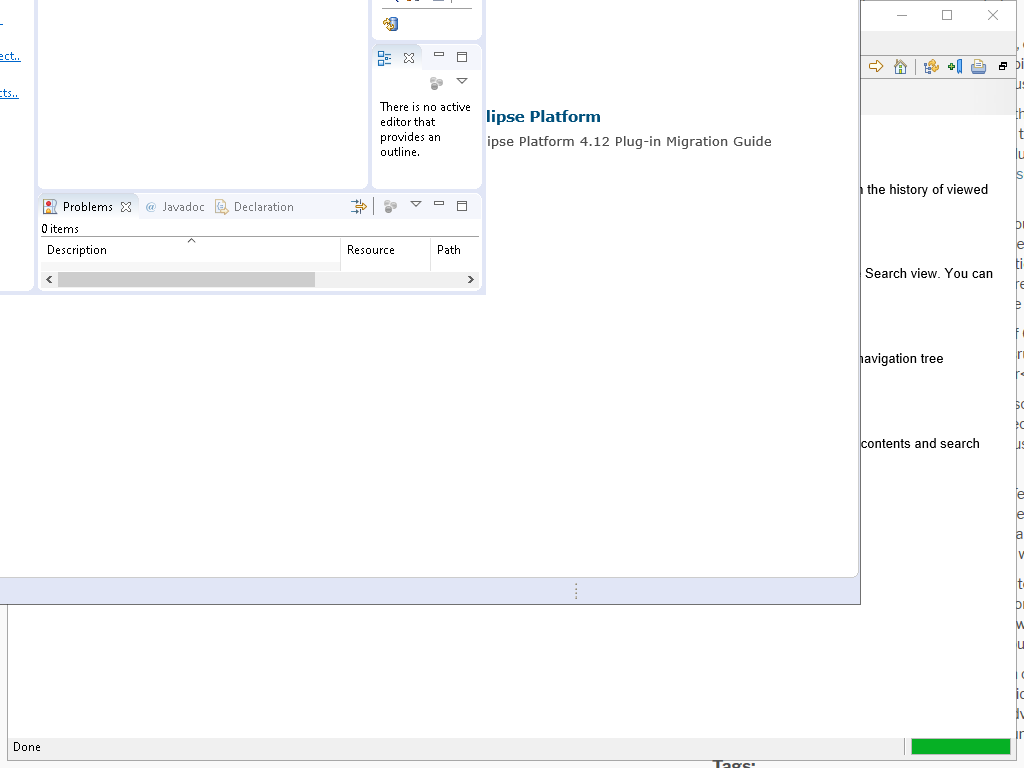 ect..
ts..
There is no active
editor that
provides an
outline.
lipse Platform
ipse Platform 4.12 Plug-in Migration Guide
Problems
@ Javadoc
Declaration
0 items
Description
Resource
Path
the history of viewed
Search view. You can
navigation tree
contents and search
Done
Tags: